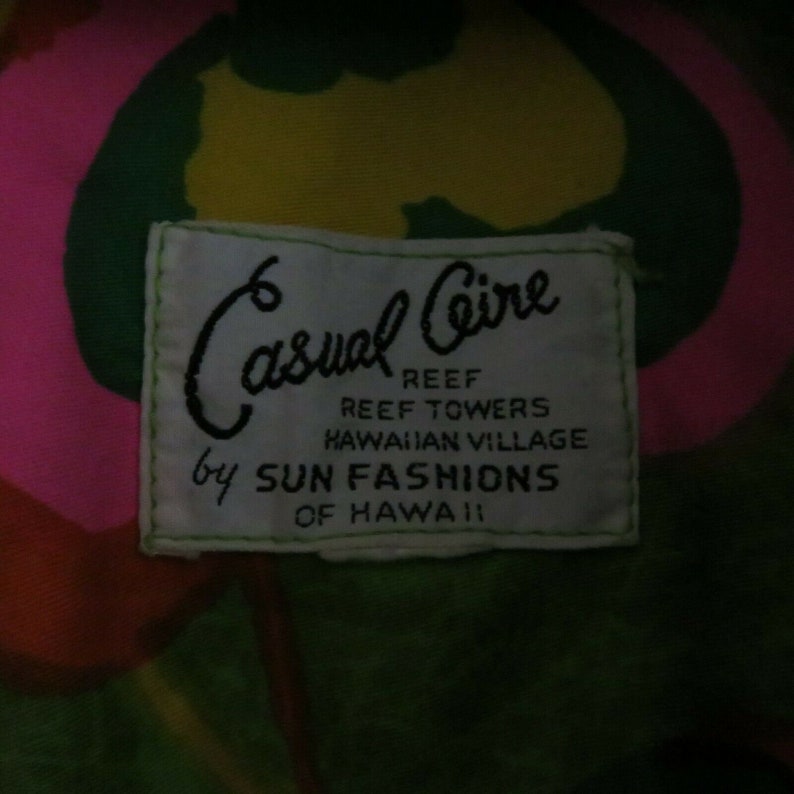 Casual Aire
REEF
REEF TOWERS
HAWAIIAN VILLAGE
by SUN FASHIONS
OF HAWAII